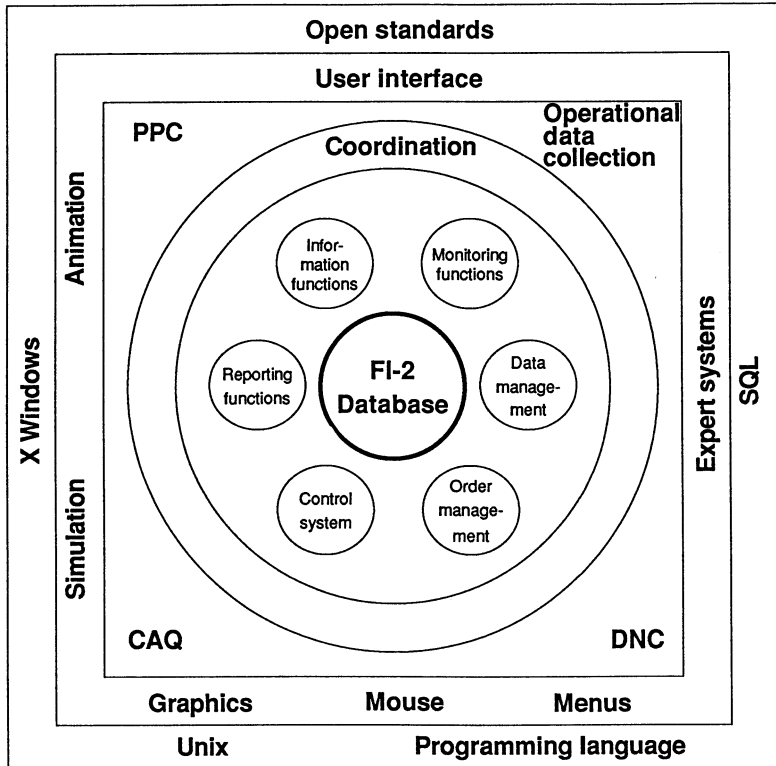 Open standards
User interface
PPC
Operational
data
collection
Coordination
Animation
Infor-
mation
functions
Monitoring
functions
X Windows
Reporting
functions
FI-2
Database
Data
manage-
ment
Expert systems
SQL
Simulation
Control
system
Order
manage-
ment
CAQ
DNC
Graphics
Mouse
Menus
Unix
Programming language